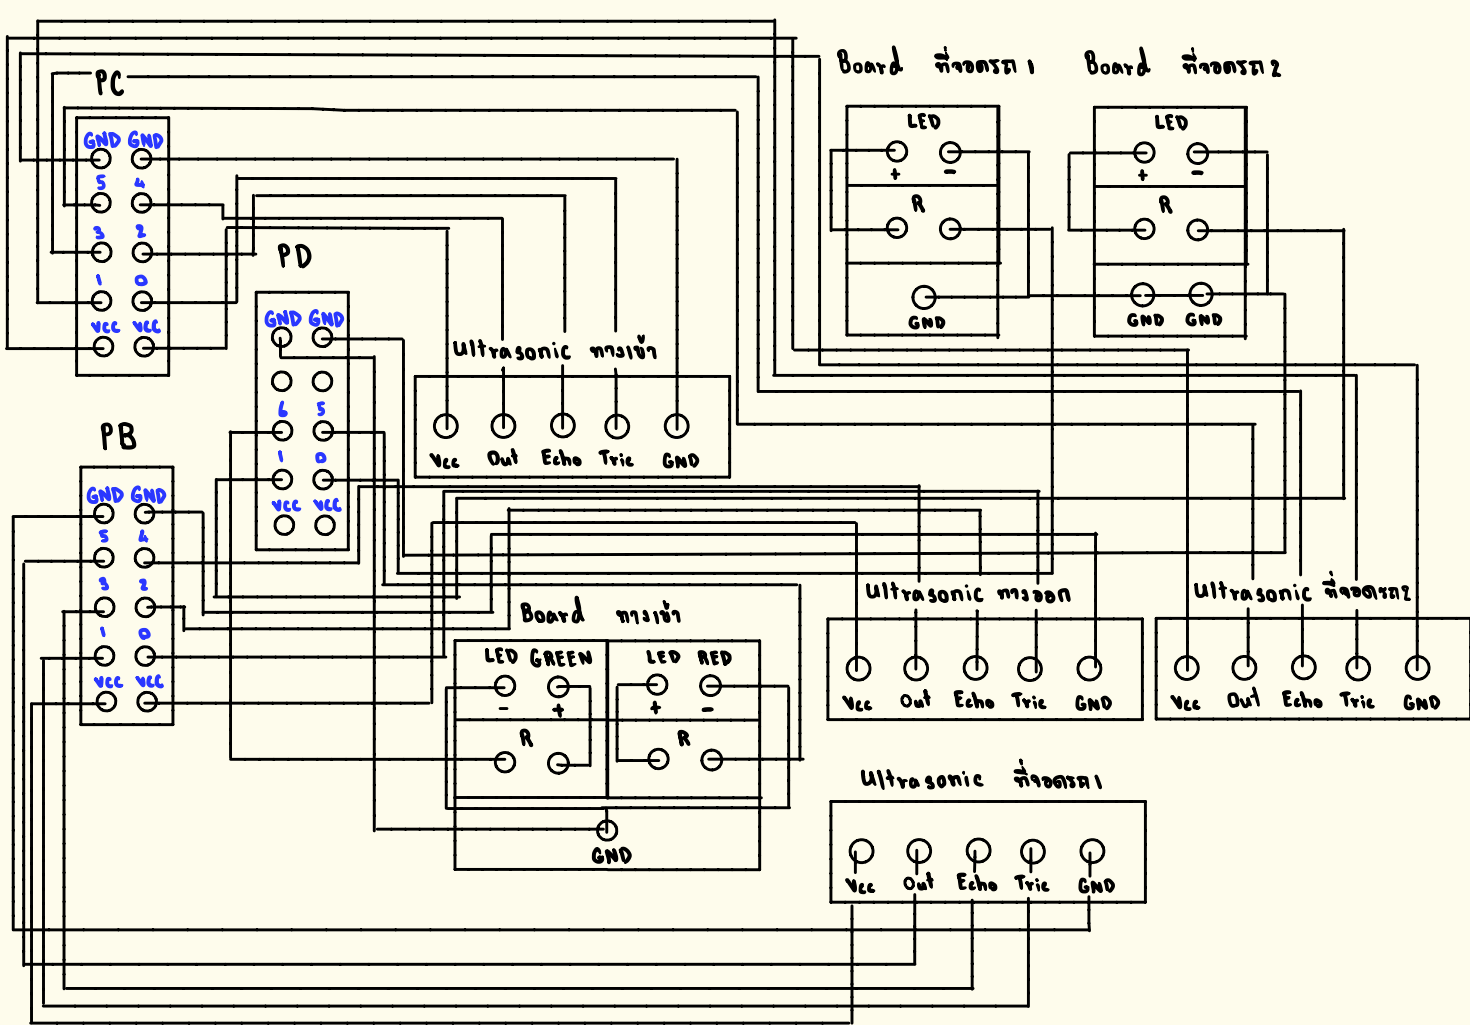 PC
GND GND
5 4
3 2
1 0
VCC VCC
PD
GND GND
6 5
1 0
VCC VCC
PB
GND GND
5 4
3 2
1 0
VCC VCC
Board ที่จอดรถ 1
LED
+ -
R
GND
Board ที่จอดรถ 2
LED
+ -
R
GND GND
Ultrasonic ทางเข้า
Vcc Out Echo Tric GND
Ultrasonic ทางออก
Vcc Out Echo Tric GND
Ultrasonic ที่จอดรถ2
Vcc Out Echo Tric GND
Board ทางเข้า
LED GREEN LED RED
- + + -
R R
GND
Ultrasonic ที่จอดรถ1
Vcc Out Echo Tric GND